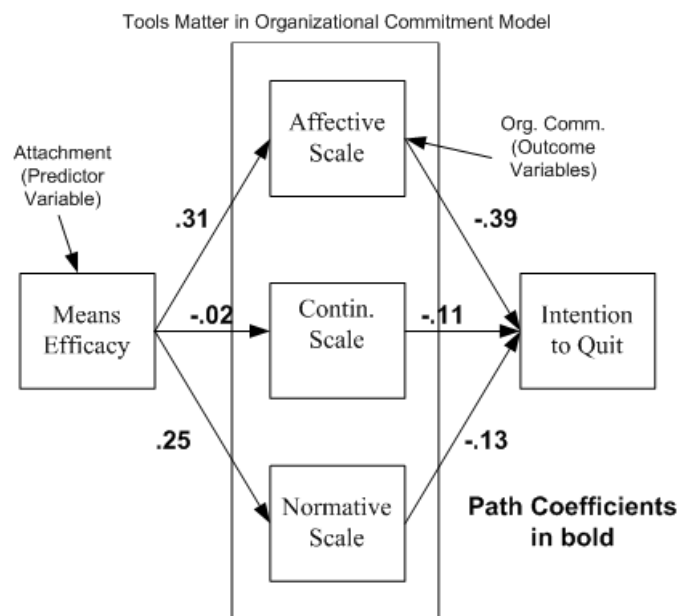 Tools Matter in Organizational Commitment Model
Affective
Scale
Org. Comm.
(Outcome
Variables)
Attachment
(Predictor
Variable)
.31
-.39
Means
Efficacy
-.02
Contin.
Scale
-.11
Intention
to Quit
.25
-.13
Normative
Scale
Path Coefficients
in bold